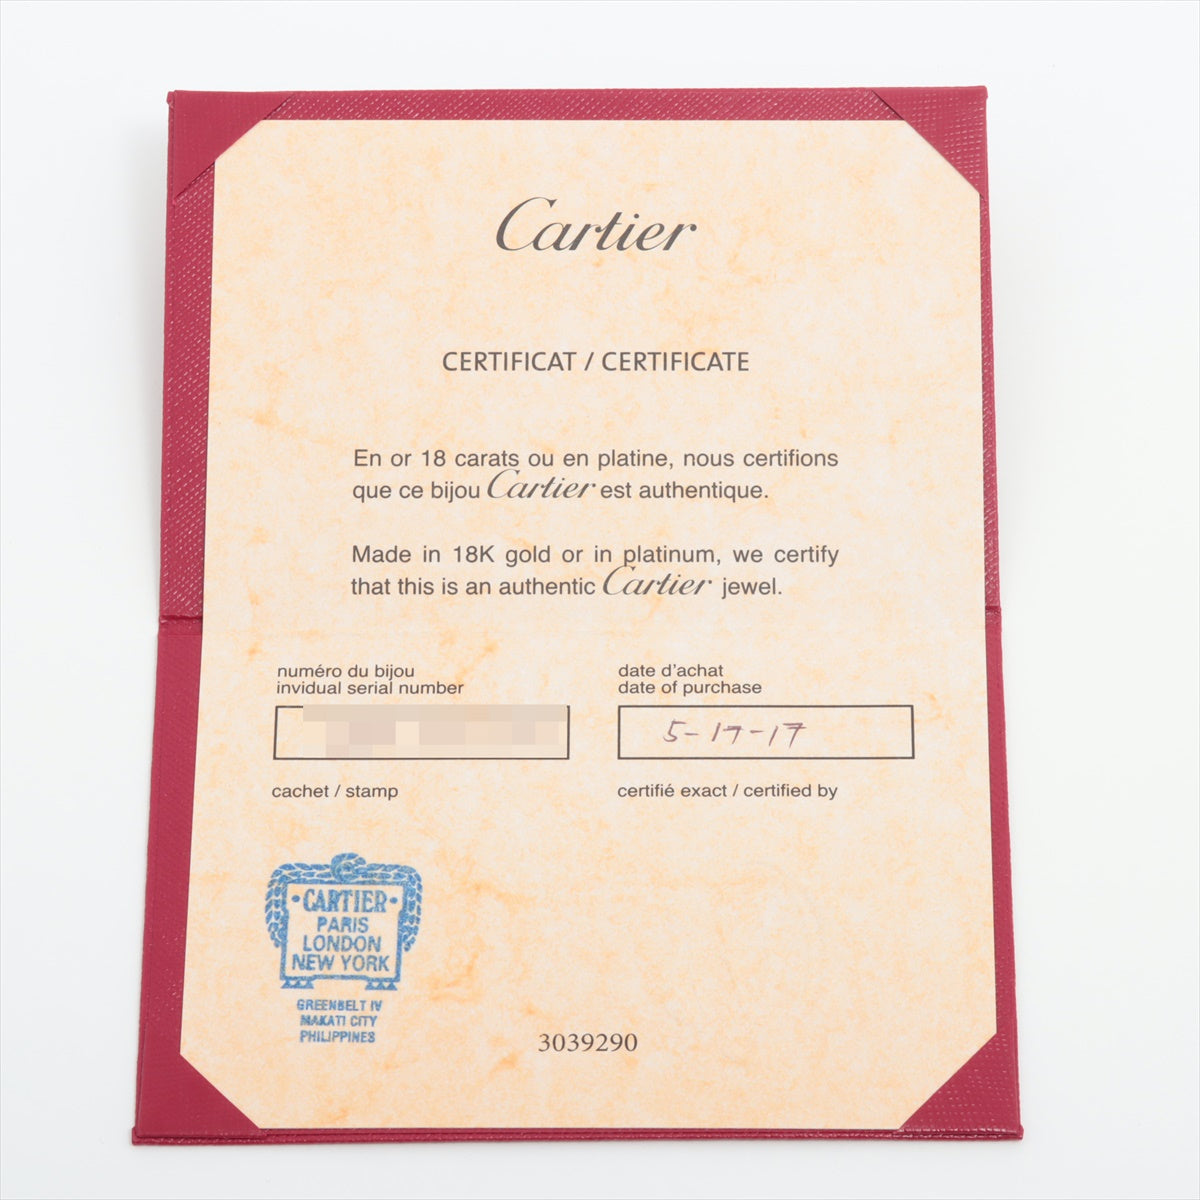 Cartier
CERTIFICAT / CERTIFICATE
En or 18 carats ou en platine, nous certifions
que ce bijou Cartier est authentique.
Made in 18K gold or in platinum, we certify
that this is an authentic Cartier jewel.
numéro du bijou
invidual serial number
date d'achat
date of purchase
5-17-17
cachet / stamp
certifié exact / certified by
·CARTIER·
PARIS
LONDON
NEW YORK
GREENBELT IV
MAKATI CITY
PHILIPPINES
3039290